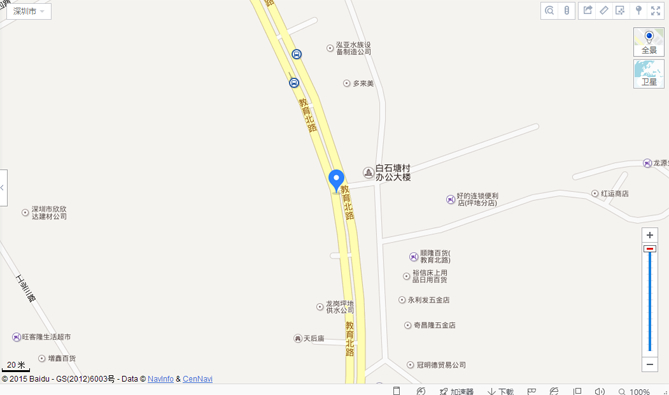 深圳市
路
泓亚水族设
备制造公司
全景
多来美
卫星
教育北路
白石塘村
办公大楼
龙源
红运商店
好的连锁便利
店(坪地分店)
教育北路
深圳市欣欣
达建材公司
顺隆百货(
教育北路)
裕信床上用
品日用百货
永利发五金店
龙岗坪地
供水公司
奇昌隆五金店
教育北路
天后庙
旺客隆生活超市
增鑫百货
冠明德贸易公司
20 米
© 2015 Baidu - GS(2012)6003号 - Data © NavInfo & CenNavi
加速器
下载
100%